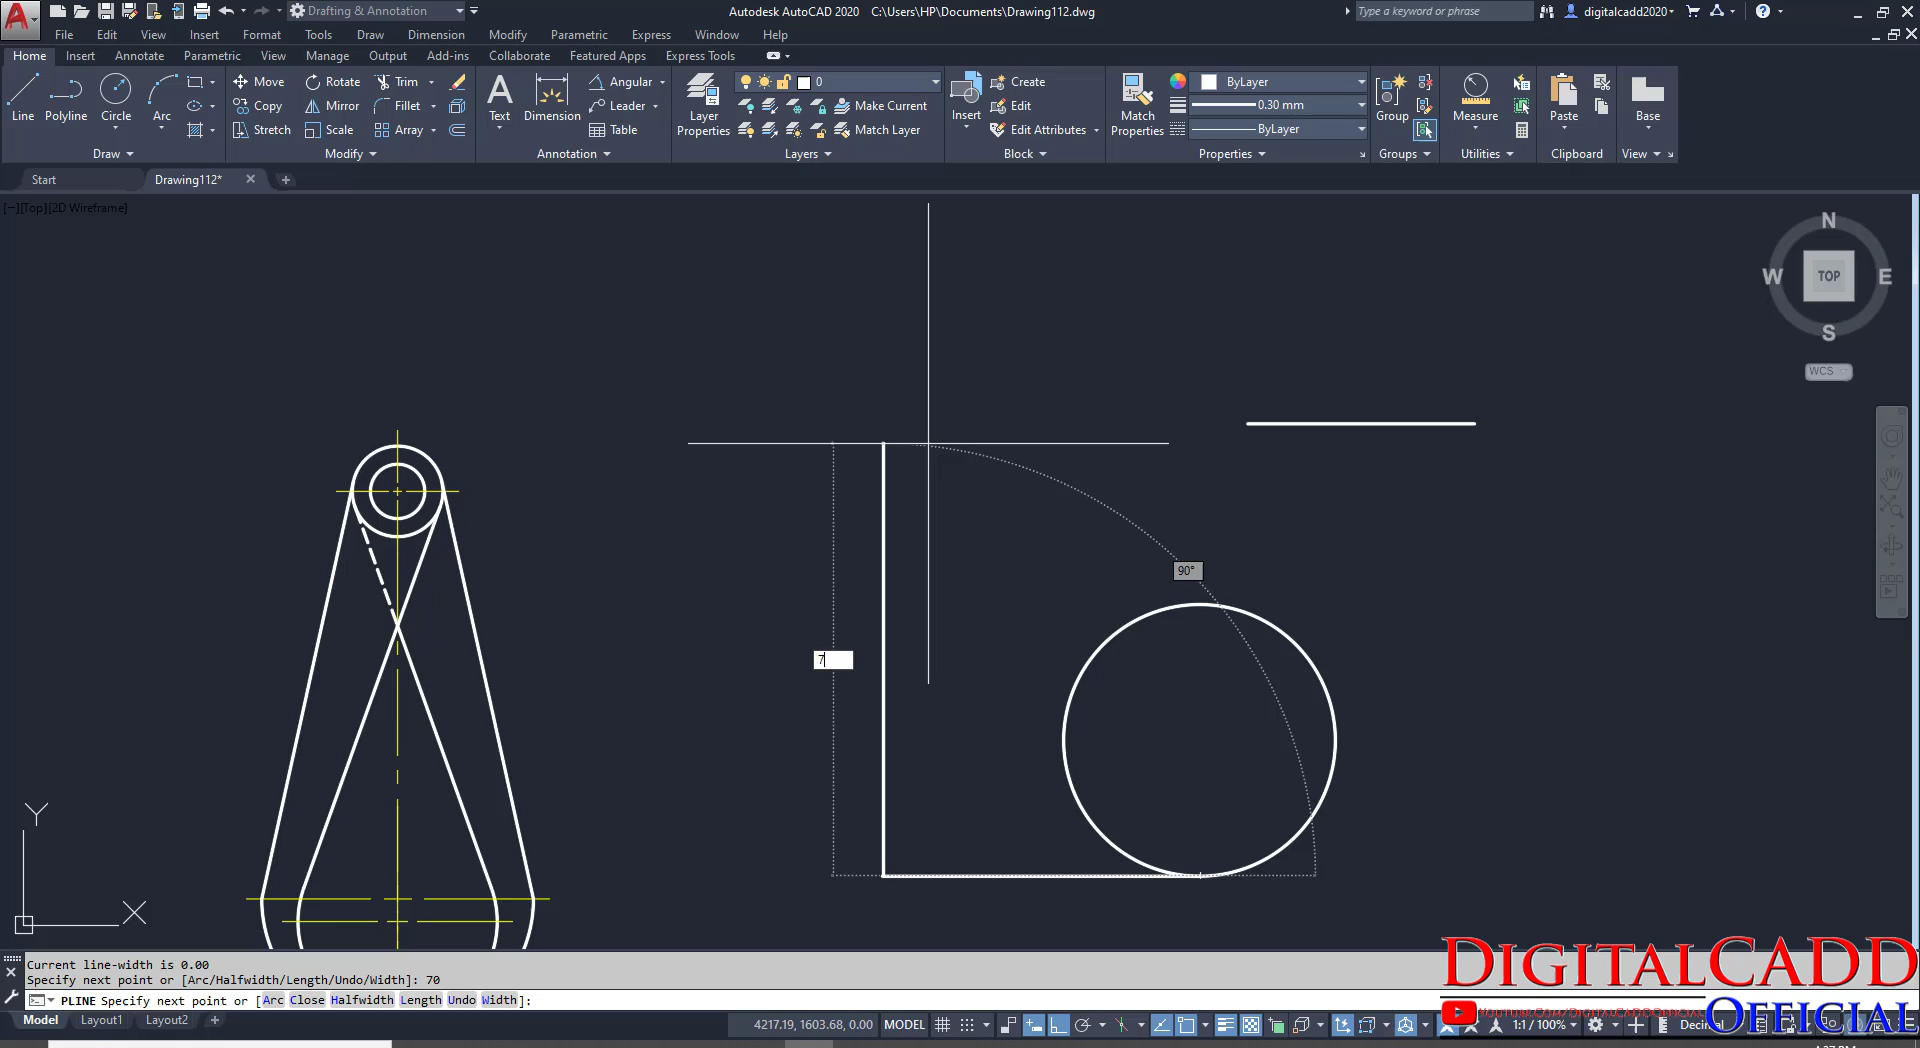 Drafting & Annotation
Autodesk AutoCAD 2020 C:\Users\HP\Documents\Drawing112.dwg
Type a keyword or phrase
digitalcadd2020
File Edit View Insert Format Tools Draw Dimension Modify Parametric Express Window Help
Home Insert Annotate Parametric View Manage Output Add-ins Collaborate Featured Apps Express Tools
Line Polyline Circle Arc
Move Rotate Trim
Copy Mirror Fillet
Stretch Scale Array
Text Dimension
Angular
Leader
Table
Layer Properties
0
Make Current
Match Layer
Insert
Create
Edit
Edit Attributes
Match Properties
ByLayer
0.30 mm
ByLayer
Group
Measure
Paste
Base
Draw Modify Annotation Layers Block Properties Groups Utilities Clipboard View
Start Drawing112*
[−][Top][2D Wireframe]
N
W TOP E
S
WCS
90°
7
Y
X
Current line-width is 0.00
Specify next point or [Arc/Halfwidth/Length/Undo/Width]: 70
PLINE Specify next point or [Arc Close Halfwidth Length Undo Width]:
DIGITALCADD
YOUTUBE.COM/DIGITALCADDOFFICIAL
OFFICIAL
Model Layout1 Layout2
4217.19, 1603.68, 0.00 MODEL
1:1 / 100%